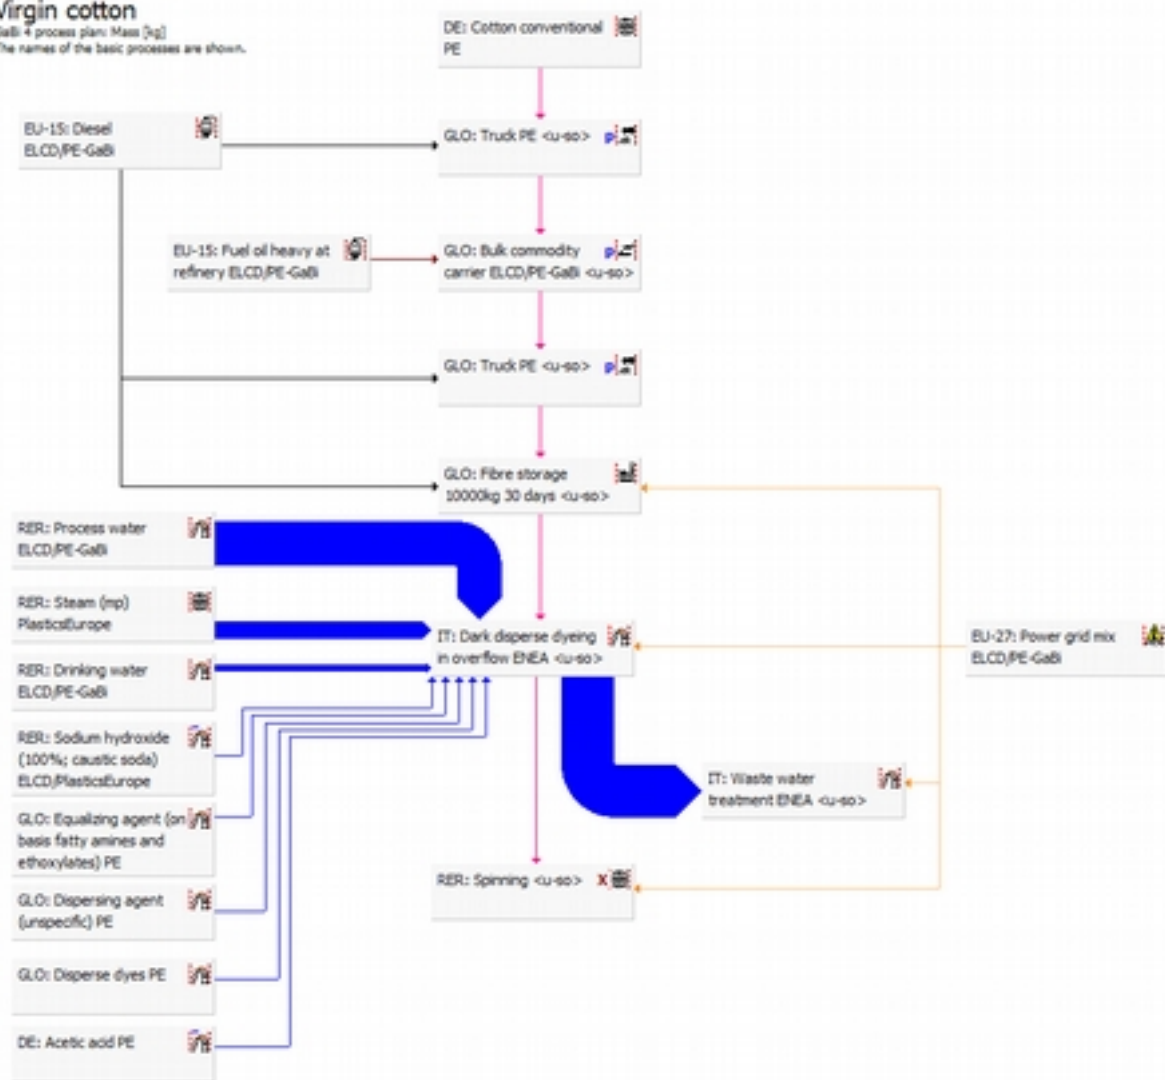 Virgin cotton
GaBi 4 process plan: Mass [kg]
The names of the basic processes are shown.
DE: Cotton conventional
PE
EU-15: Diesel
ELCD/PE-GaBi
GLO: Truck PE <u-so>
EU-15: Fuel oil heavy at
refinery ELCD/PE-GaBi
GLO: Bulk commodity
carrier ELCD/PE-GaBi <u-so>
GLO: Truck PE <u-so>
GLO: Fibre storage
10000kg 30 days <u-so>
RER: Process water
ELCD/PE-GaBi
RER: Steam (mp)
PlasticsEurope
IT: Dark disperse dyeing
in overflow ENEA <u-so>
EU-27: Power grid mix
ELCD/PE-GaBi
RER: Drinking water
ELCD/PE-GaBi
RER: Sodium hydroxide
(100%; caustic soda)
ELCD/PlasticsEurope
IT: Waste water
treatment ENEA <u-so>
GLO: Equalizing agent (on
basis fatty amines and
ethoxylates) PE
RER: Spinning <u-so> X
GLO: Dispersing agent
(unspecific) PE
GLO: Disperse dyes PE
DE: Acetic acid PE